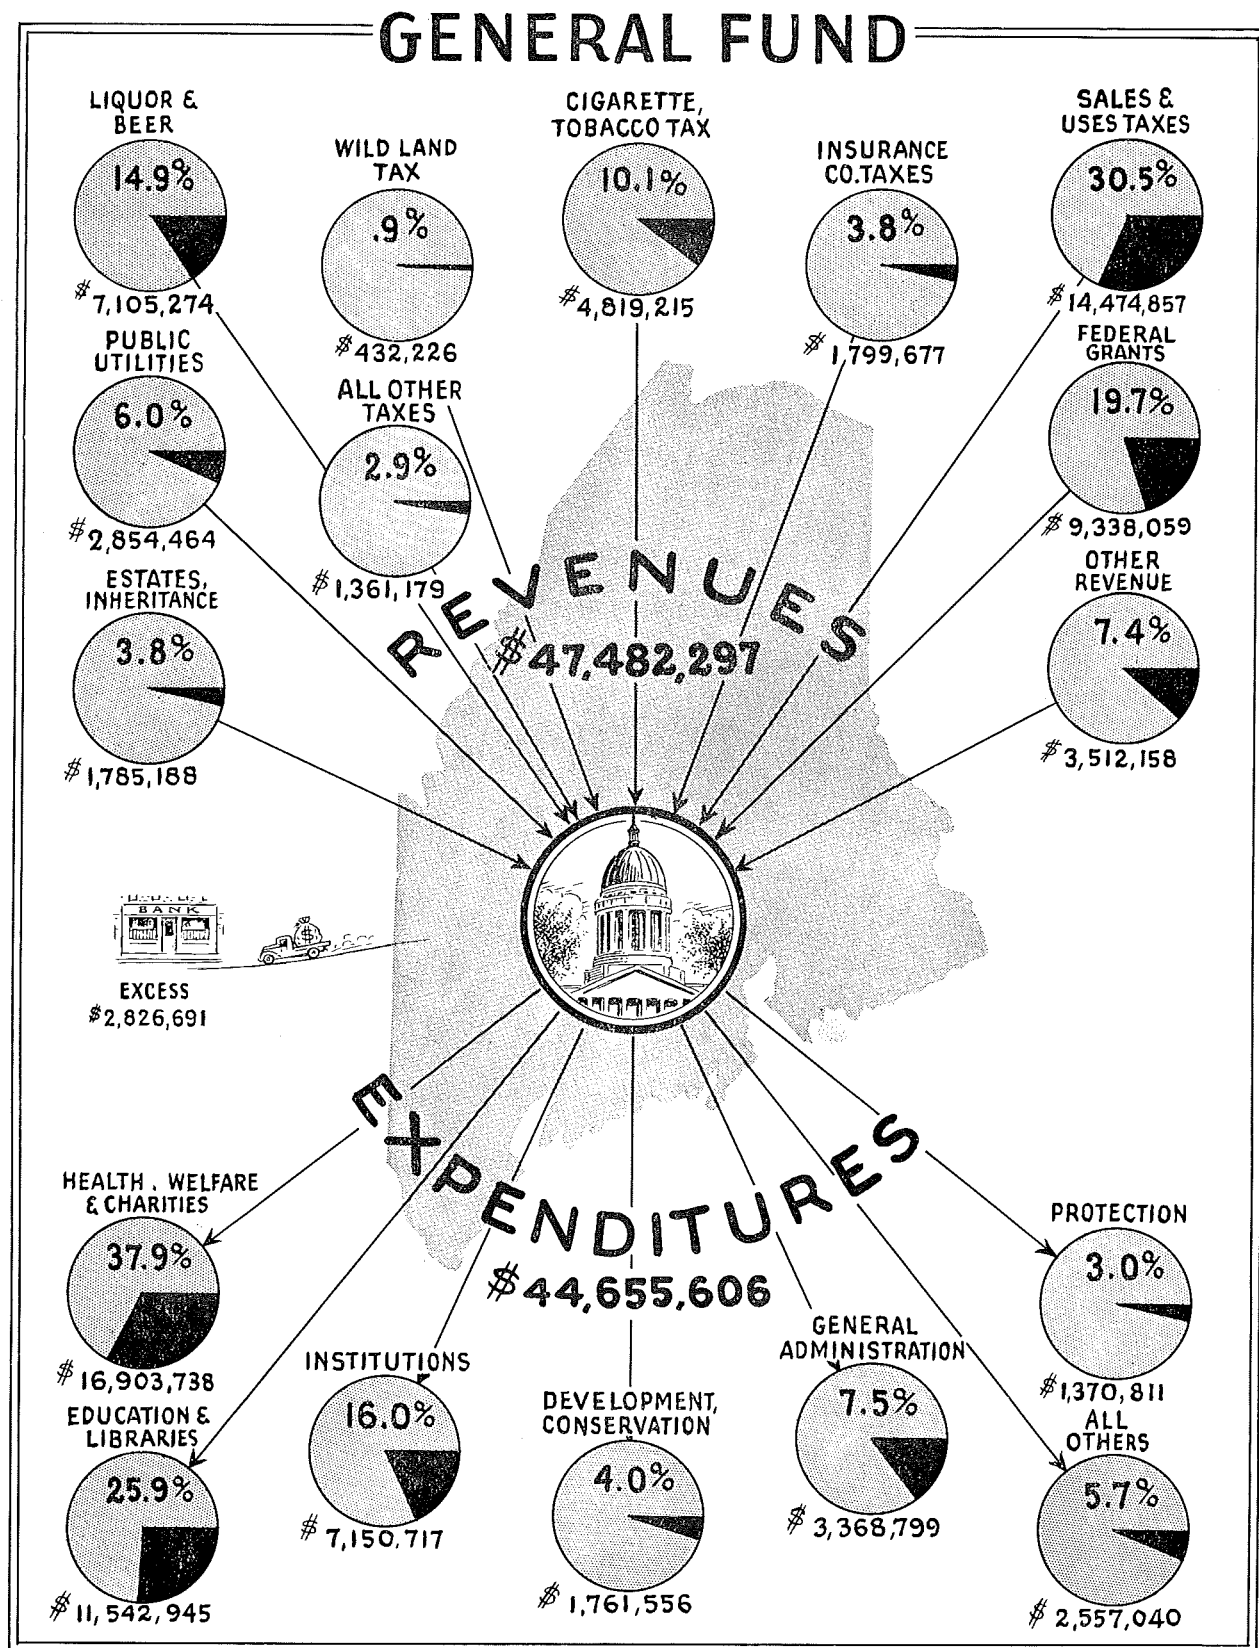 GENERAL FUND
LIQUOR &
BEER
14.9%
$7,105,274
WILD LAND
TAX
.9%
$432,226
CIGARETTE,
TOBACCO TAX
10.1%
$4,819,215
INSURANCE
CO.TAXES
3.8%
$1,799,677
SALES &
USES TAXES
30.5%
$14,474,857
PUBLIC
UTILITIES
6.0%
$2,854,464
ALL OTHER
TAXES
2.9%
$1,361,179
FEDERAL
GRANTS
19.7%
$9,338,059
ESTATES,
INHERITANCE
3.8%
$1,785,188
OTHER
REVENUE
7.4%
$3,512,158
REVENUES
$47,482,297
BANK
$
EXCESS
$2,826,691
EXPENDITURES
$44,655,606
HEALTH. WELFARE
& CHARITIES
37.9%
$16,903,738
EDUCATION &
LIBRARIES
25.9%
$11,542,945
INSTITUTIONS
16.0%
$7,150,717
DEVELOPMENT,
CONSERVATION
4.0%
$1,761,556
GENERAL
ADMINISTRATION
7.5%
$3,368,799
PROTECTION
3.0%
$1,370,811
ALL
OTHERS
5.7%
$2,557,040